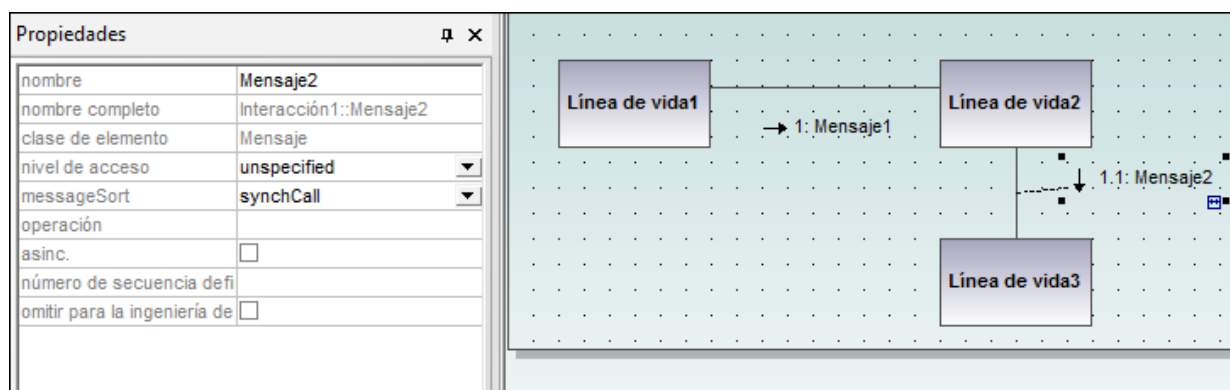 Propiedades
nombre Mensaje2
nombre completo Interacción1::Mensaje2
clase de elemento Mensaje
nivel de acceso unspecified
messageSort synchCall
operación
asinc.
número de secuencia defi
omitir para la ingeniería de
Línea de vida1
1: Mensaje1
Línea de vida2
1.1: Mensaje2
Línea de vida3